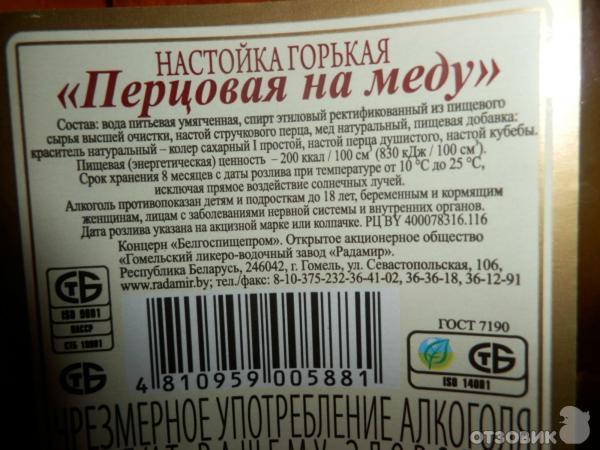 НАСТОЙКА ГОРЬКАЯ
«Перцовая на меду»
Состав: вода питьевая умягченная, спирт этиловый ректификованный из пищевого
сырья высшей очистки, настой стручкового перца, мед натуральный, пищевая добавка:
краситель натуральный – колер сахарный I простой, настой перца душистого, настой кубебы.
Пищевая (энергетическая) ценность – 200 ккал / 100 см³ (830 кДж / 100 см³).
Срок хранения 8 месяцев с даты розлива при температуре от 10 °С до 25 °С,
исключая прямое воздействие солнечных лучей.
Алкоголь противопоказан детям и подросткам до 18 лет, беременным и кормящим
женщинам, лицам с заболеваниями нервной системы и внутренних органов.
Дата розлива указана на акцизной марке или колпачке. РЦ BY 400078316.116
Концерн «Белгоспищепром». Открытое акционерное общество
«Гомельский ликеро-водочный завод «Радамир».
Республика Беларусь, 246042, г. Гомель, ул. Севастопольская, 106,
www.radamir.by; тел./факс: 8-10-375-232-36-41-02, 36-36-18, 36-12-91
СТБ
ISO 9001
HACCP
СТБ 18001
СТБ
4 810959 005881
ГОСТ 7190
СТБ
ISO 14001
ЧРЕЗМЕРНОЕ УПОТРЕБЛЕНИЕ АЛКОГОЛЯ
ОТЗОВИК